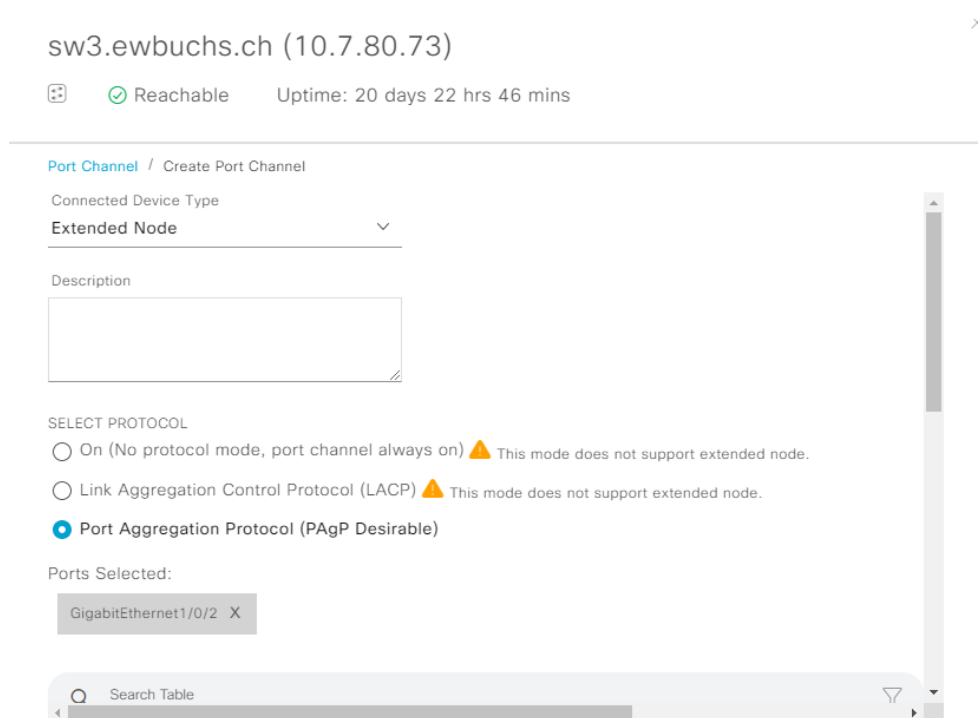 sw3.ewbuchs.ch (10.7.80.73)
Reachable Uptime: 20 days 22 hrs 46 mins
Port Channel / Create Port Channel
Connected Device Type
Extended Node
Description
SELECT PROTOCOL
On (No protocol mode, port channel always on) This mode does not support extended node.
Link Aggregation Control Protocol (LACP) This mode does not support extended node.
Port Aggregation Protocol (PAgP Desirable)
Ports Selected:
GigabitEthernet1/0/2 X
Search Table